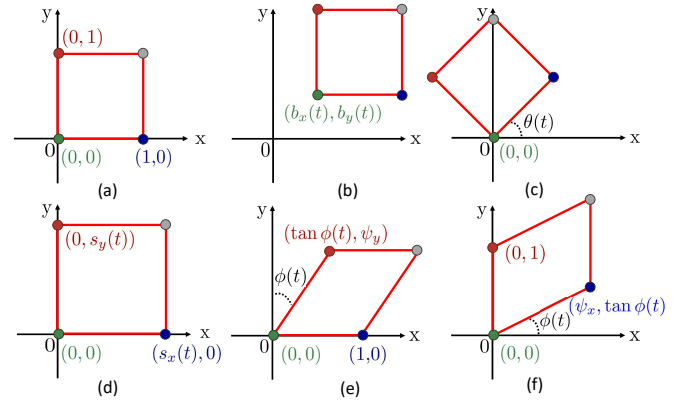 y
(0, 1)
0
(0, 0)
(1,0)
x
(a)
y
(b_x(t), b_y(t))
0
x
(b)
y
θ(t)
0
(0, 0)
x
(c)
y
(0, s_y(t))
0
(0, 0)
(s_x(t), 0)
x
(d)
y
(tan ϕ(t), ψ_y)
ϕ(t)
0
(0, 0)
(1,0)
x
(e)
y
(0, 1)
(ψ_x, tan ϕ(t)
ϕ(t)
0
(0, 0)
x
(f)